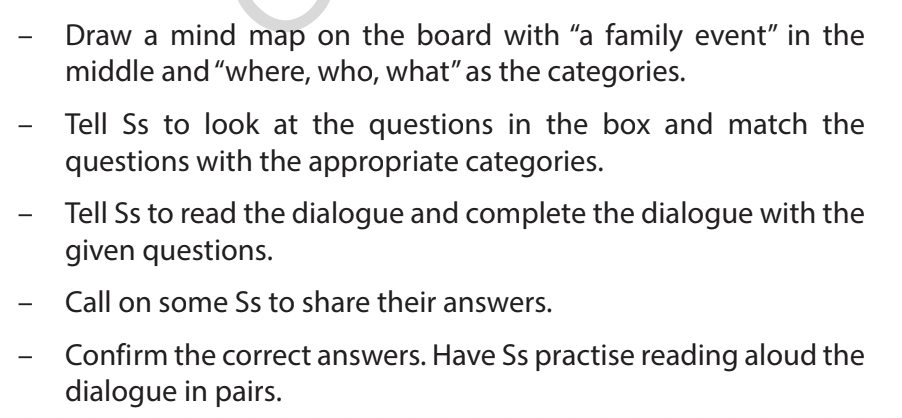 – Draw a mind map on the board with “a family event” in the
middle and “where, who, what” as the categories.
– Tell Ss to look at the questions in the box and match the
questions with the appropriate categories.
– Tell Ss to read the dialogue and complete the dialogue with the
given questions.
– Call on some Ss to share their answers.
– Confirm the correct answers. Have Ss practise reading aloud the
dialogue in pairs.